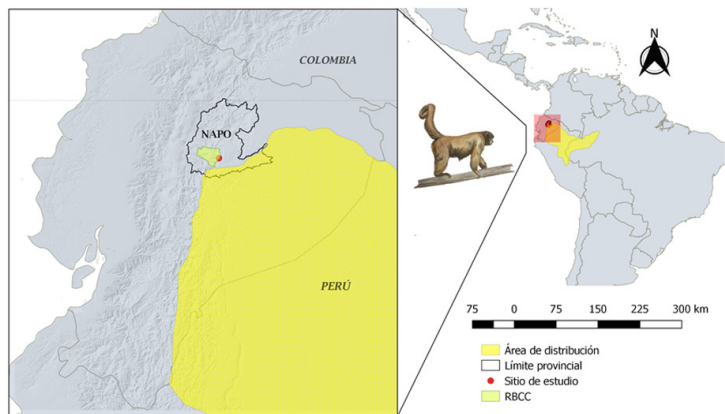 COLOMBIA
NAPO
PERÚ
N
75 0 75 150 225 300 km
Área de distribución
Límite provincial
Sitio de estudio
RBCC